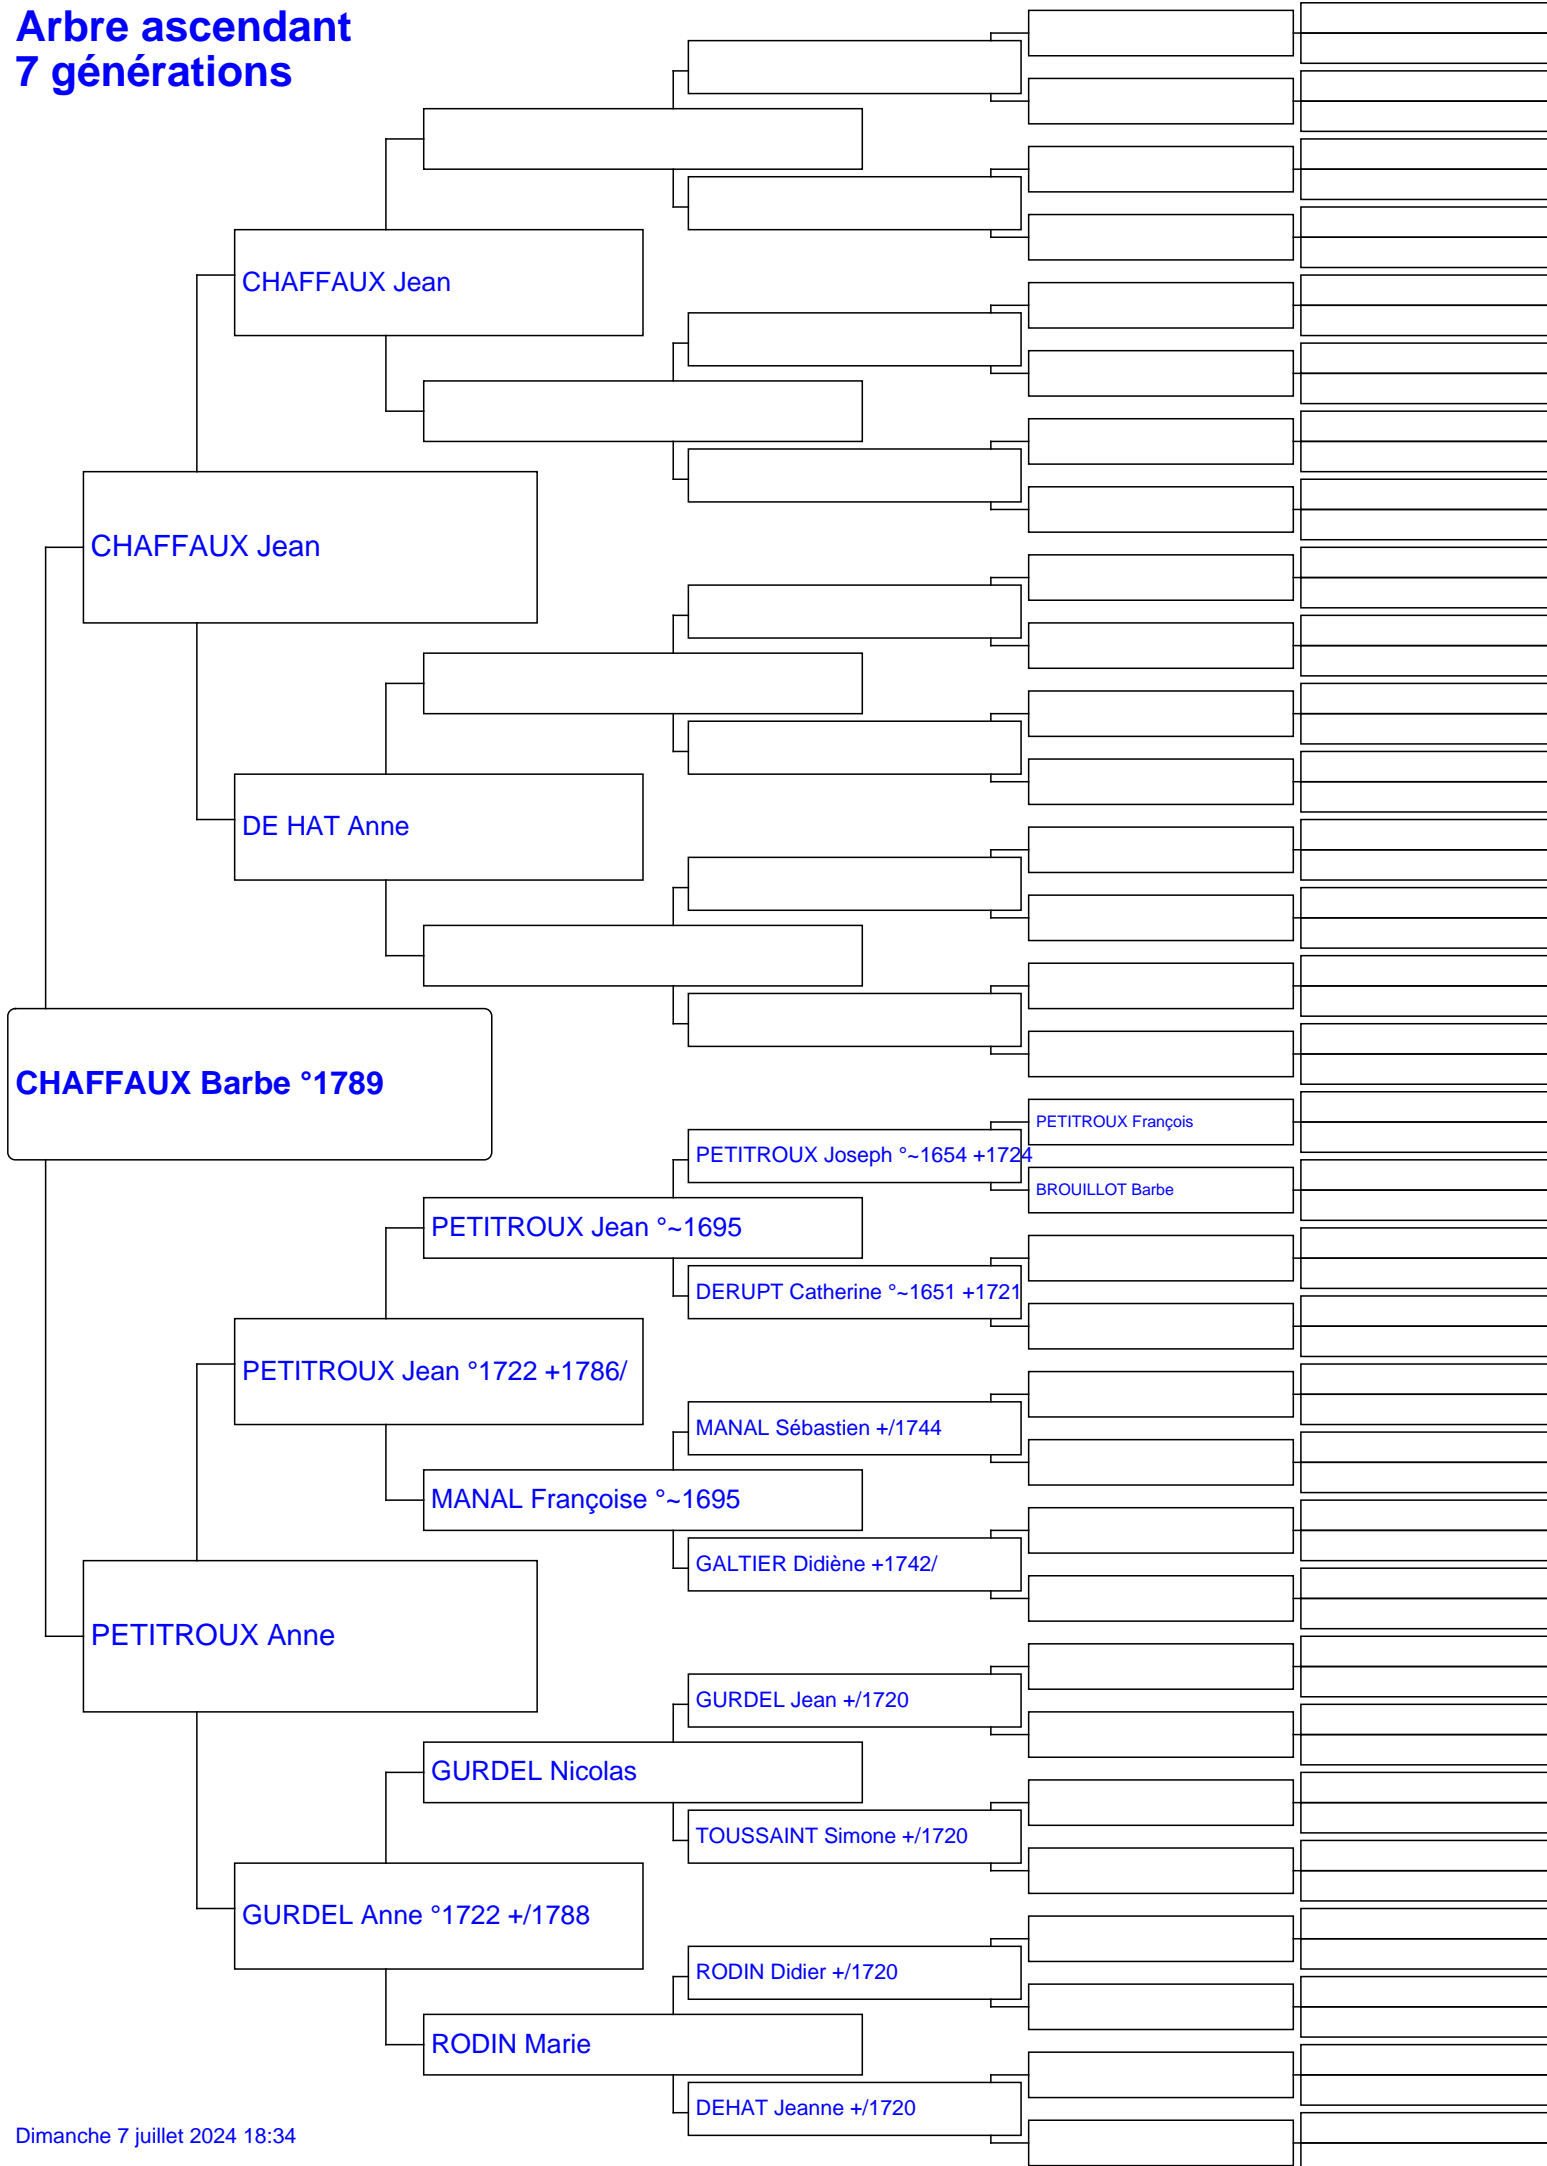 Arbre ascendant
7 générations
CHAFFAUX Jean
CHAFFAUX Jean
DE HAT Anne
CHAFFAUX Barbe °1789
PETITROUX François
PETITROUX Joseph °~1654 +1724
BROUILLOT Barbe
PETITROUX Jean °~1695
DERUPT Catherine °~1651 +1721
PETITROUX Jean °1722 +1786/
MANAL Sébastien +/1744
MANAL Françoise °~1695
GALTIER Didiène +1742/
PETITROUX Anne
GURDEL Jean +/1720
GURDEL Nicolas
TOUSSAINT Simone +/1720
GURDEL Anne °1722 +/1788
RODIN Didier +/1720
RODIN Marie
DEHAT Jeanne +/1720
Dimanche 7 juillet 2024 18:34